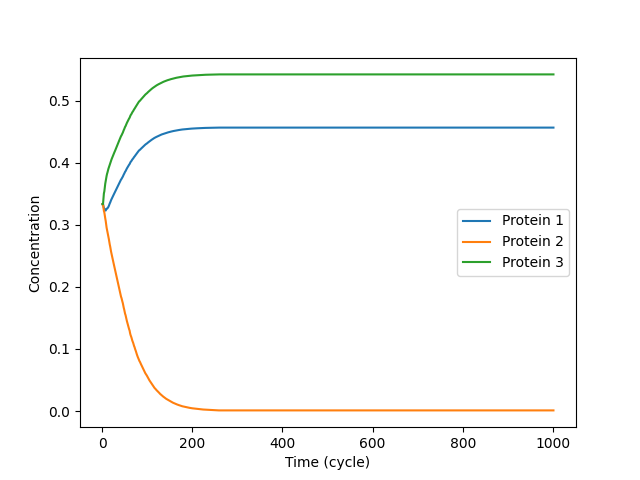 0.5
0.4
0.3
0.2
0.1
0.0
Concentration
0 200 400 600 800 1000
Time (cycle)
Protein 1
Protein 2
Protein 3